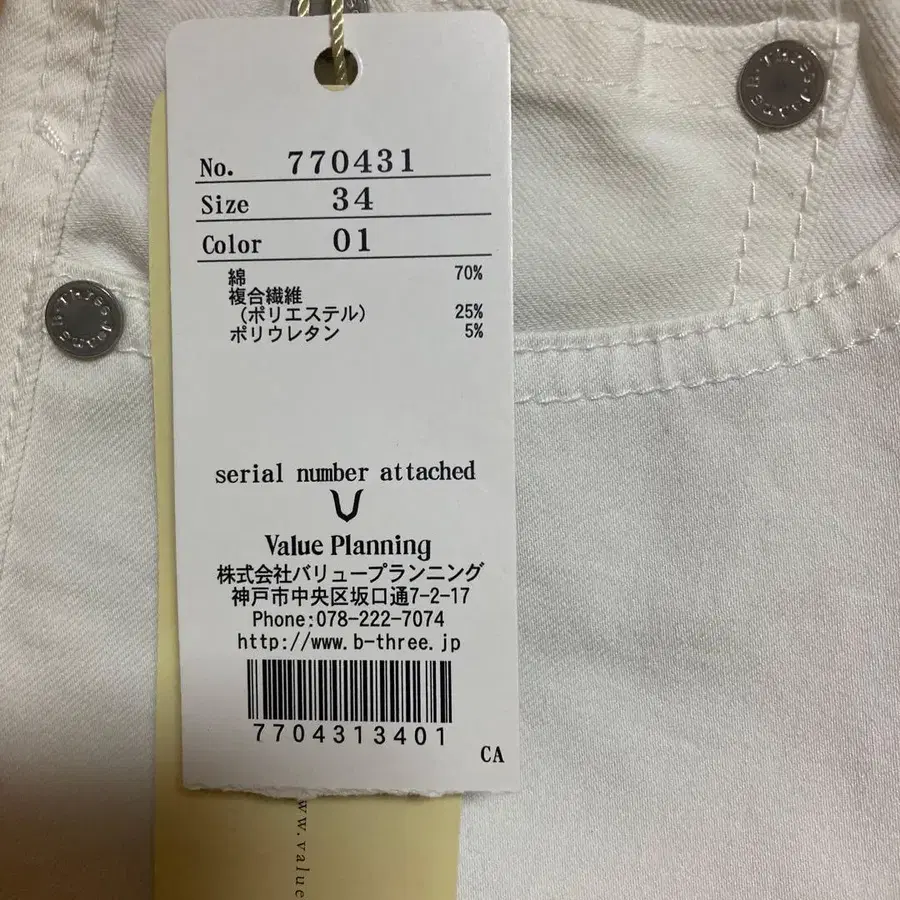 No. 770431
Size 34
Color 01
綿 70%
複合繊維
(ポリエステル) 25%
ポリウレタン 5%
serial number attached
Value Planning
株式会社バリュープランニング
神戸市中央区坂口通7-2-17
Phone:078-222-7074
http://www.b-three.jp
7704313401
CA
w.value